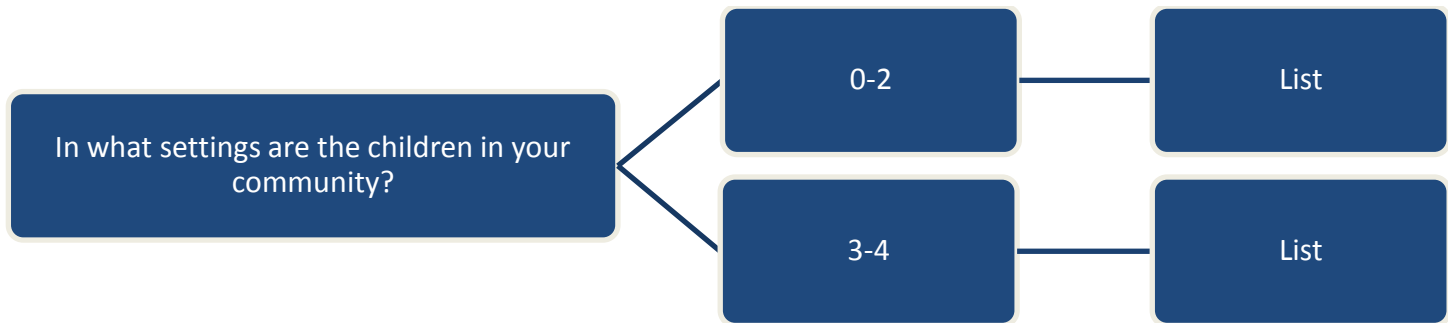 In what settings are the children in your
community?
0-2
List
3-4
List